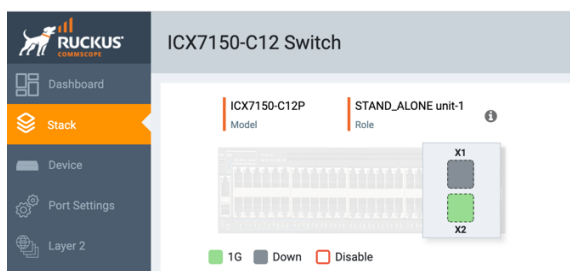 RUCKUS
COMMSCOPE
ICX7150-C12 Switch
Dashboard
Stack
Device
Port Settings
Layer 2
ICX7150-C12P
Model
STAND_ALONE unit-1
Role
X1
X2
1G
Down
Disable